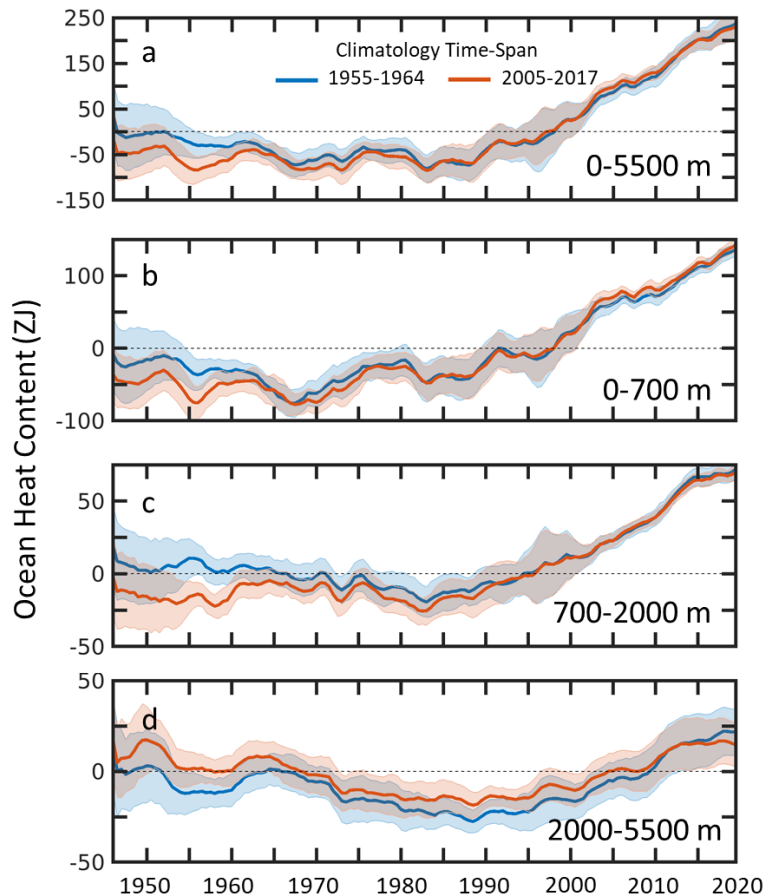 Ocean Heat Content (ZJ)
a
Climatology Time-Span
1955-1964 2005-2017
250
150
50
-50
-150
0-5500 m
b
100
0
-100
0-700 m
c
50
0
-50
700-2000 m
d
50
0
-50
2000-5500 m
1950 1960 1970 1980 1990 2000 2010 2020